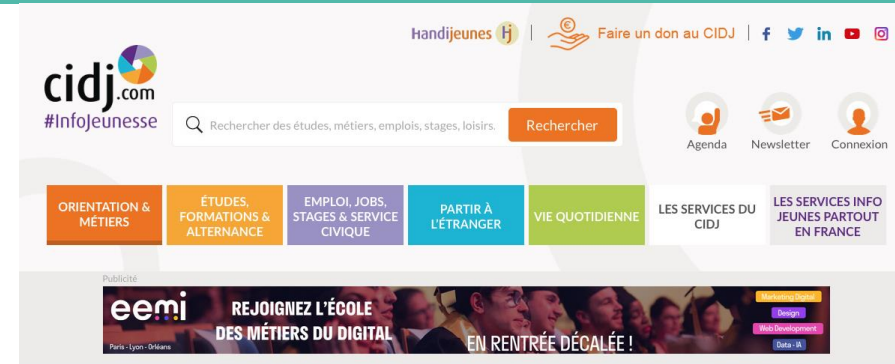 Handijeunes Hj
Faire un don au CIDJ
f in
cidj.com
#InfoJeunesse
Rechercher des études, métiers, emplois, stages, loisirs.
Rechercher
Agenda
Newsletter
Connexion
ORIENTATION &
MÉTIERS
ÉTUDES,
FORMATIONS &
ALTERNANCE
EMPLOI, JOBS,
STAGES & SERVICE
CIVIQUE
PARTIR À
L'ÉTRANGER
VIE QUOTIDIENNE
LES SERVICES DU
CIDJ
LES SERVICES INFO
JEUNES PARTOUT
EN FRANCE
Publicité
eemi
Paris - Lyon - Orléans
REJOIGNEZ L'ÉCOLE
DES MÉTIERS DU DIGITAL
EN RENTRÉE DÉCALÉE !
Marketing Digital
Design
Web Development
Data - IA